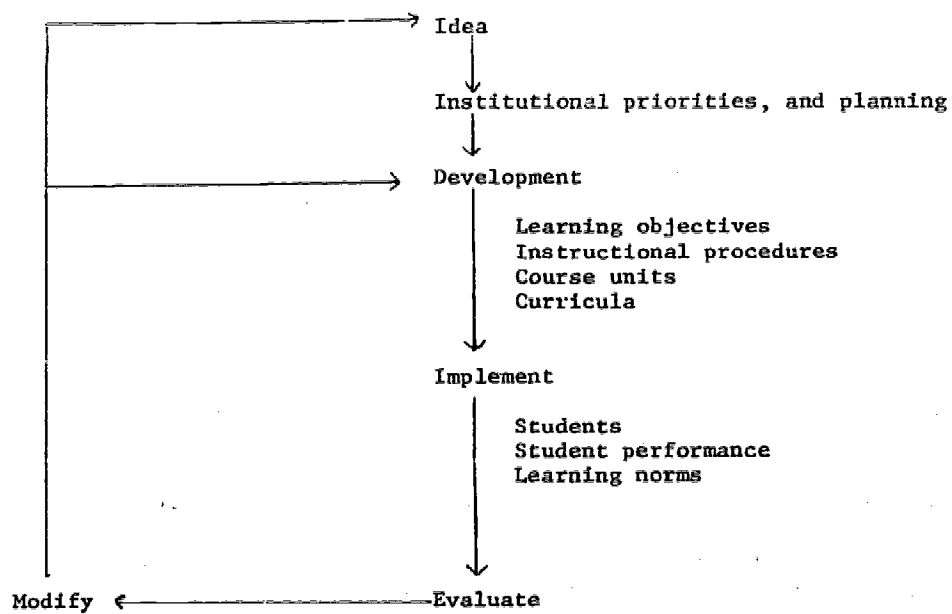 Idea
Institutional priorities, and planning
Development
Learning objectives
Instructional procedures
Course units
Curricula
Implement
Students
Student performance
Learning norms
Modify
Evaluate